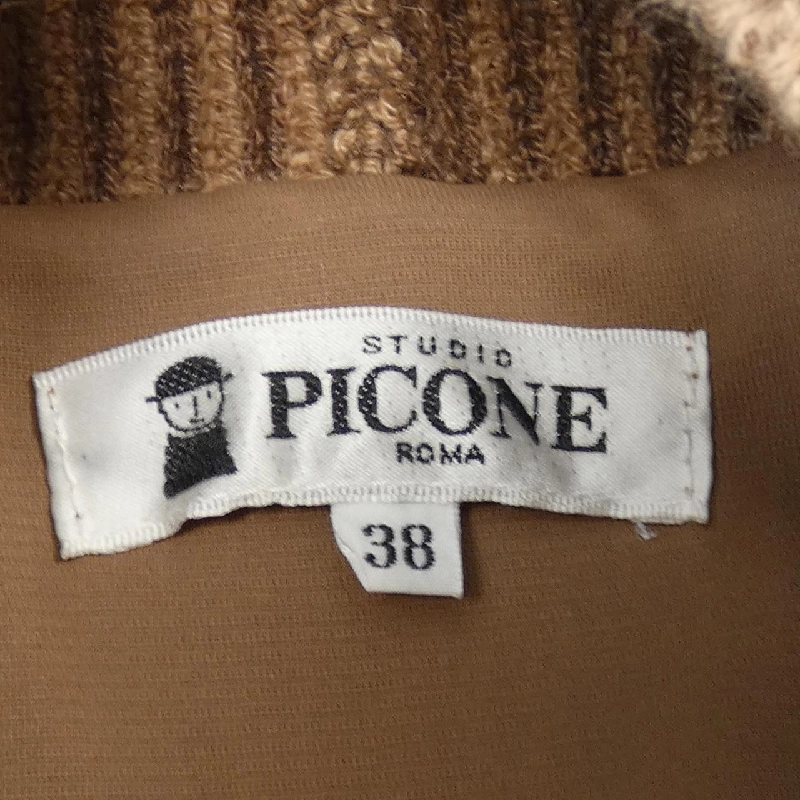 STUDIO
PICONE
ROMA
38